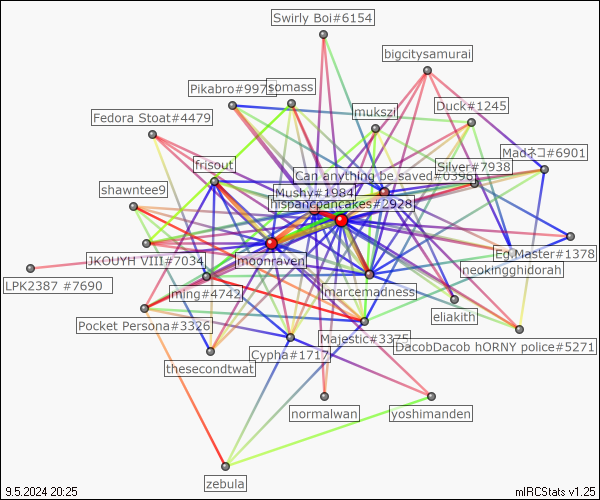 Swirly Boi#6154
bigcitysamurai
Pikabro#997
somass
Duck#1245
mukszi
Fedora Stoat#4479
Madネコ#6901
frisout
Silver#7938
Can anything be saved#0396
shawntee9
Mushy#1984
hispanicpancakes#2928
JKOUYH VIII#7034
moonraven
Eg.Master#1378
neokingghidorah
LPK2387 #7690
ming#4742
marcemadness
eliakith
Pocket Persona#3326
Majestic#3375
DacobDacob hORNY police#5271
Cypha#1717
thesecondtwat
normalwan
yoshimanden
zebula
9.5.2024 20:25
mIRCStats v1.25